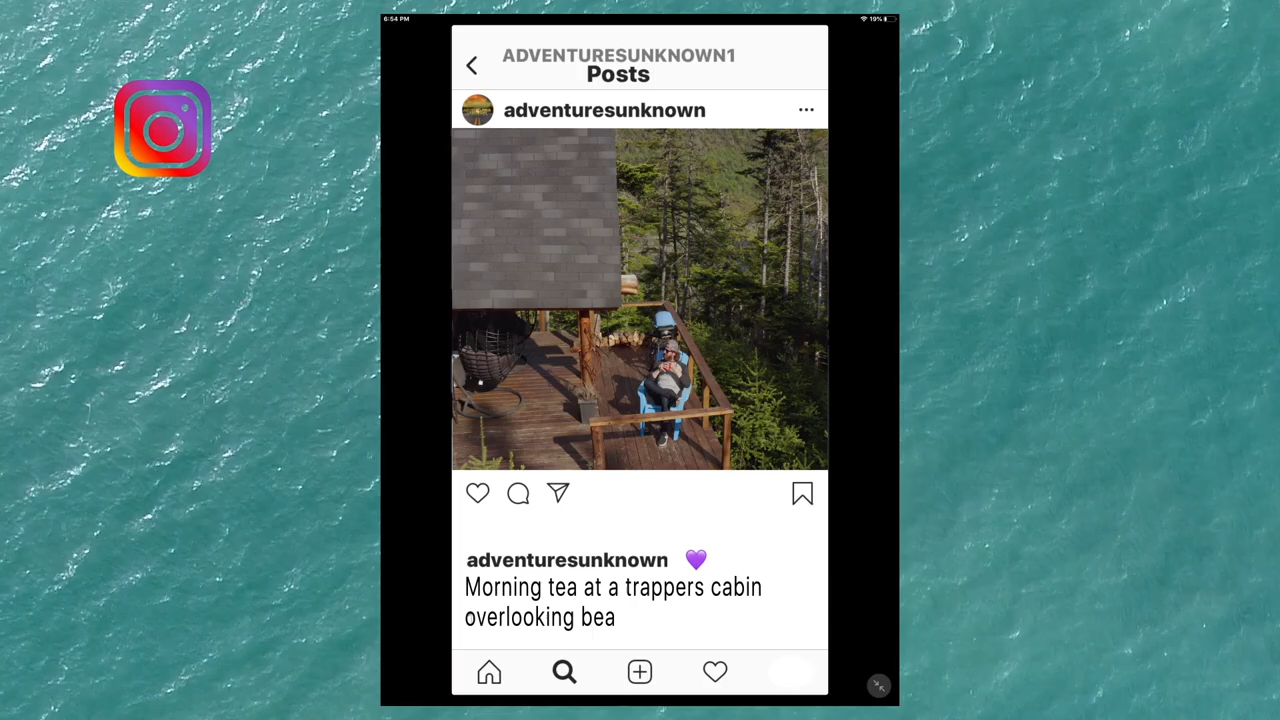 6:54 PM
19%
ADVENTURESUNKNOWN1
Posts
adventuresunknown
adventuresunknown 💜
Morning tea at a trappers cabin
overlooking bea